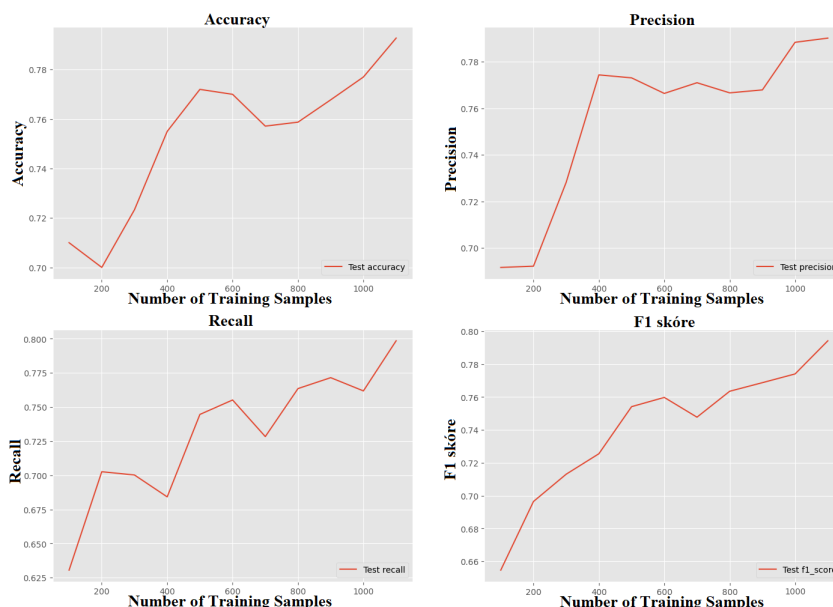 Accuracy
Accuracy
0.78
0.76
0.74
0.72
0.70
Test accuracy
200
400
600
800
1000
Number of Training Samples
Precision
Precision
0.78
0.76
0.74
0.72
0.70
Test precision
200
400
600
800
1000
Number of Training Samples
Recall
Recall
0.800
0.775
0.750
0.725
0.700
0.675
0.650
0.625
Test recall
200
400
600
800
1000
Number of Training Samples
F1 skóre
F1 skóre
0.80
0.78
0.76
0.74
0.72
0.70
0.68
0.66
Test f1_score
200
400
600
800
1000
Number of Training Samples